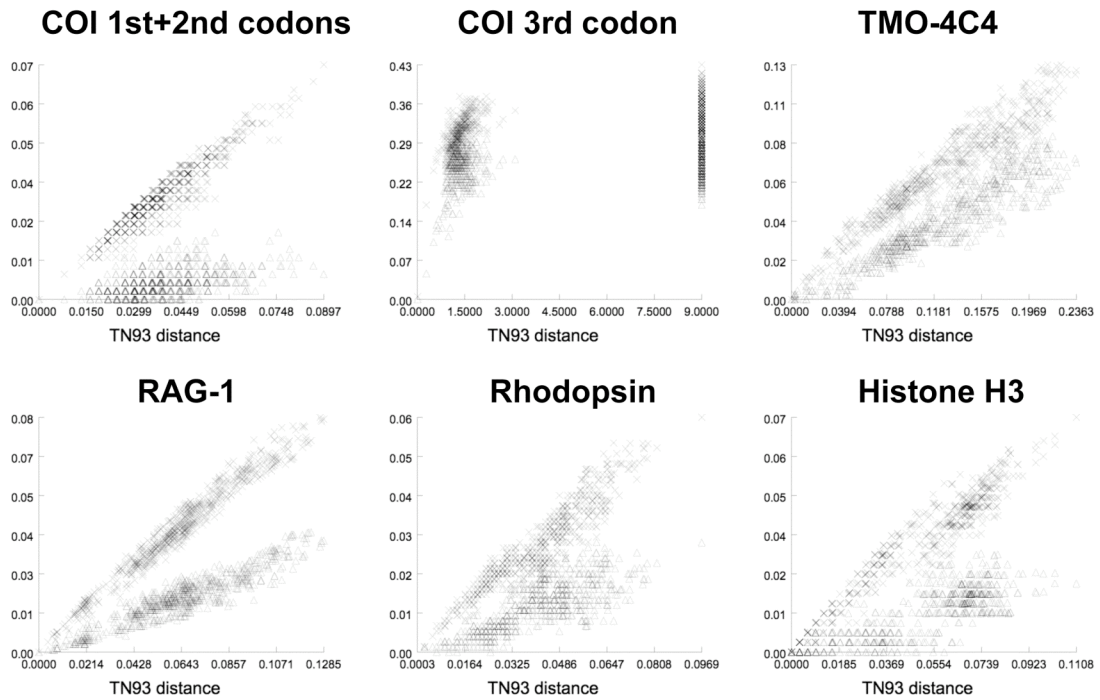 COI 1st+2nd codons
0.07
0.06
0.05
0.04
0.02
0.01
0.00
0.0000 0.0150 0.0299 0.0449 0.0598 0.0748 0.0897
TN93 distance
COI 3rd codon
0.43
0.36
0.29
0.22
0.14
0.07
0.00
0.0000 1.5000 3.0000 4.5000 6.0000 7.5000 9.0000
TN93 distance
TMO-4C4
0.13
0.11
0.08
0.06
0.04
0.02
0.00
0.0000 0.0394 0.0788 0.1181 0.1575 0.1969 0.2363
TN93 distance
RAG-1
0.08
0.07
0.05
0.04
0.03
0.01
0.00
0.0000 0.0214 0.0428 0.0643 0.0857 0.1071 0.1285
TN93 distance
Rhodopsin
0.06
0.05
0.04
0.03
0.02
0.01
0.00
0.0003 0.0164 0.0325 0.0486 0.0647 0.0808 0.0969
TN93 distance
Histone H3
0.07
0.06
0.05
0.04
0.02
0.01
0.00
0.0000 0.0185 0.0369 0.0554 0.0739 0.0923 0.1108
TN93 distance